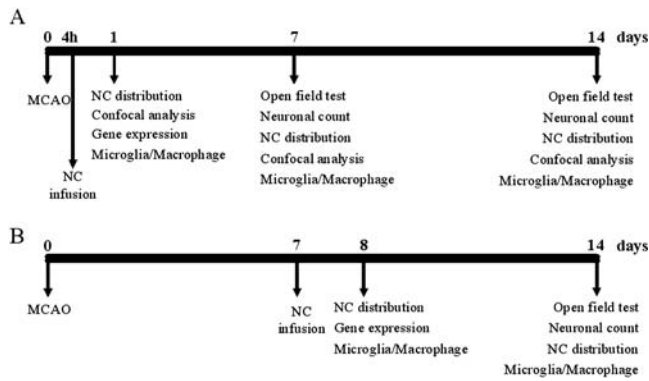 A
0 4h 1 7 14 days
MCAO
NC distribution
Confocal analysis
Gene expression
Microglia/Macrophage
NC
infusion
Open field test
Neuronal count
NC distribution
Confocal analysis
Microglia/Macrophage
Open field test
Neuronal count
NC distribution
Confocal analysis
Microglia/Macrophage
B
0 7 8 14 days
MCAO
NC
infusion
NC distribution
Gene expression
Microglia/Macrophage
Open field test
Neuronal count
NC distribution
Microglia/Macrophage